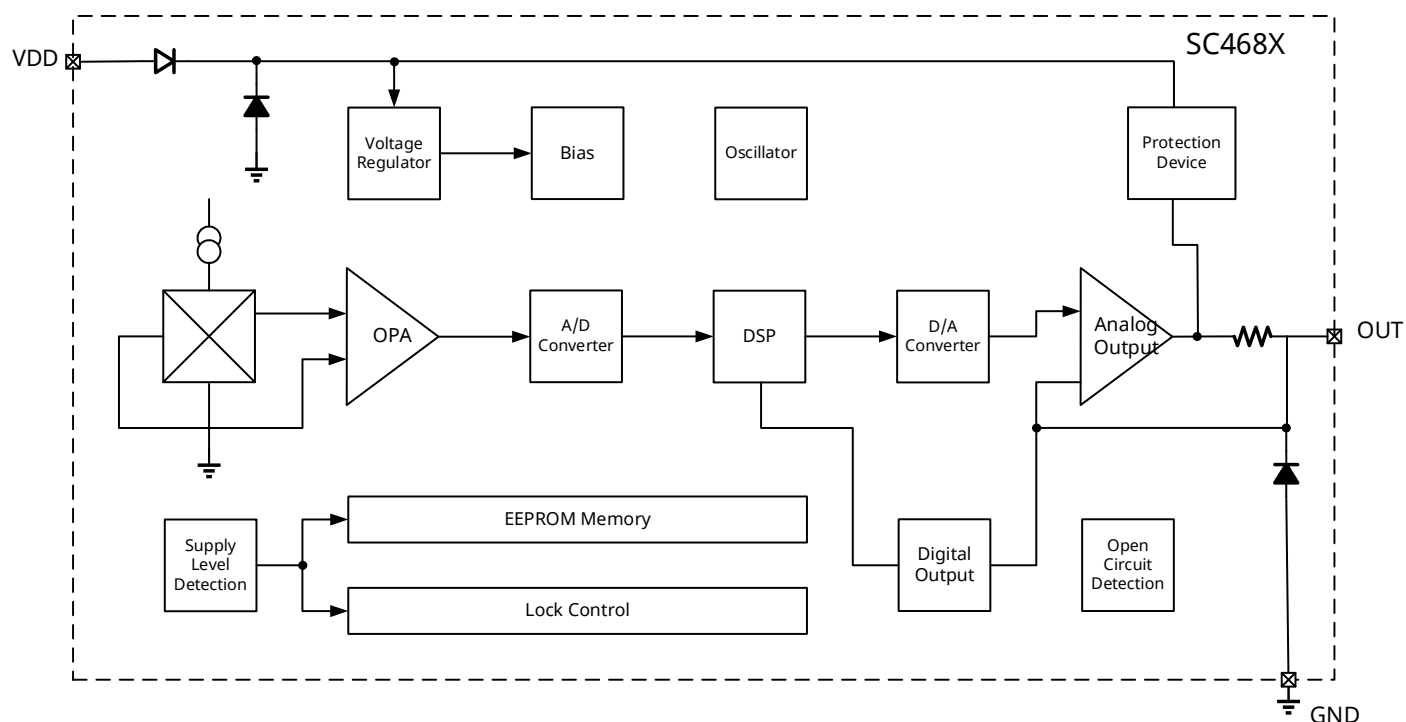 SC468X
VDD
Voltage
Regulator
Bias
Oscillator
Protection
Device
OPA
A/D
Converter
DSP
D/A
Converter
Analog
Output
OUT
EEPROM Memory
Supply
Level
Detection
Lock Control
Digital
Output
Open
Circuit
Detection
GND